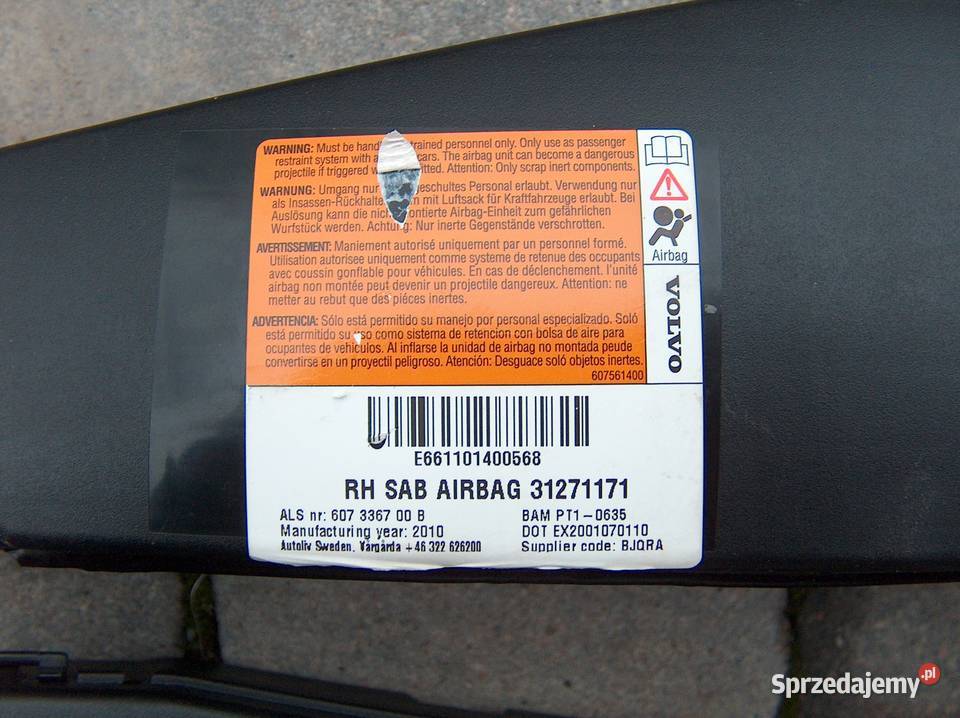 WARNING: Must be trained personnel only. Only use as passenger
restraint system with cars. The airbag unit can become a dangerous
projectile if triggered Attention: Only scrap inert components.
WARNUNG: Umgang nur geschultes Personal erlaubt. Verwendung nur
als Insassen-Rückhalte mit Luftsack für Kraftfahrzeuge erlaubt. Bei
Auslösung kann die montierte Airbag-Einheit zum gefährlichen
Wurfstück werden. Achtung: Nur inerte Gegenstände verschrotten.
AVERTISSEMENT: Maniement autorisé uniquement par un personnel formé.
Utilisation autorisee uniquement comme systeme de retenue des occupants
avec coussin gonflable pour véhicules. En cas de déclenchement. l'unité
airbag non montée peut devenir un projectile dangereux. Attention: ne
metter au rebut que des piéces inertes.
ADVERTENCIA: Sólo está permitido su manejo por personal especializado. Soló
está permitido su uso como sistema de retención con bolsa de aire para
ocupantes de vehículos. Al inflarse la unidad de airbag no montada peude
convertirse en un proyectil peligroso. Atención: Desguace soló objetos inertes.
607561400
Airbag
VOLVO
E661101400568
RH SAB AIRBAG 31271171
ALS nr: 607 3367 00 B
BAM PT1-0635
Manufacturing year: 2010
DOT EX2001070110
Autoliv Sweden, Vårgårda +46 322 626200
Supplier code: BJQRA
Sprzedajemy.pl